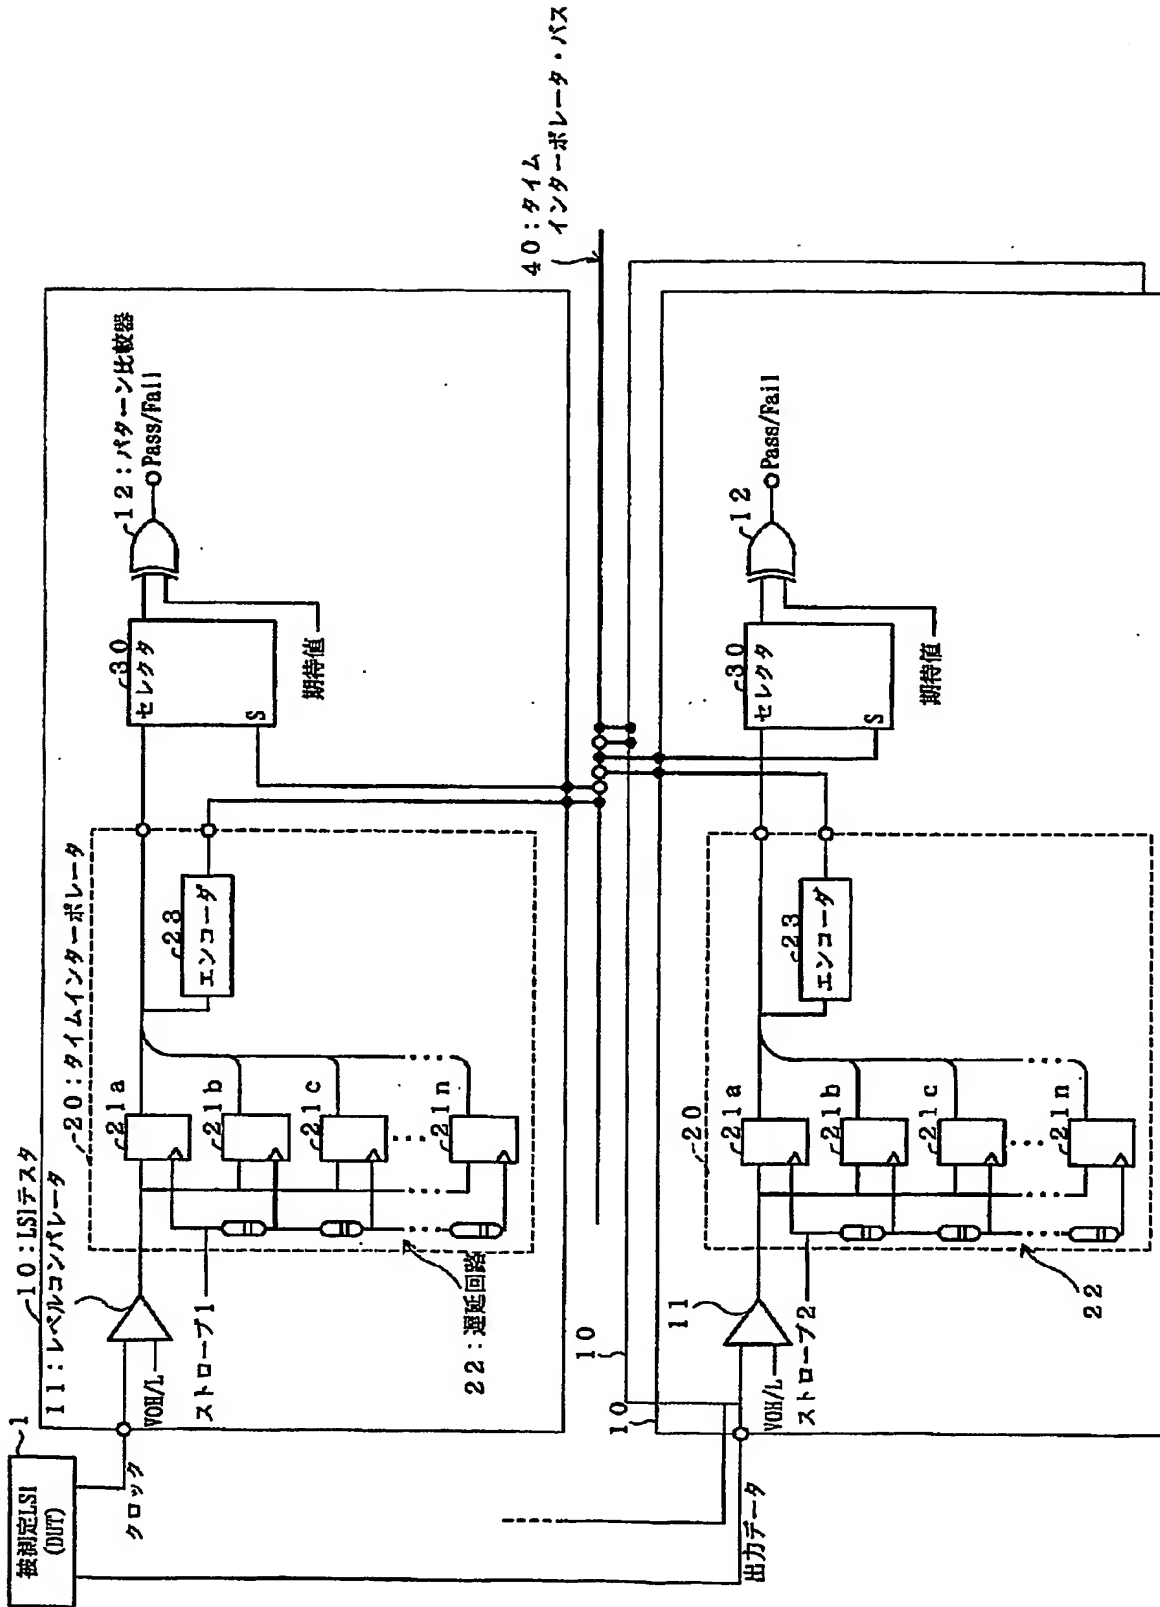 被測定LSI
(DUT)
1
クロック
出力データ
10:LSIテスタ
11:レベルコンパレータ
VOH/L
ストローブ1
20:タイムインターポレータ
21a
21b
21c
21n
22:遅延回路
23
エンコーダ
30
セレクタ
S
期待値
12:パターン比較器
Pass/Fail
40:タイム
インターポレータ・バス
10
10
11
VOH/L
ストローブ2
20
21a
21b
21c
21n
22
23
エンコーダ
30
セレクタ
S
期待値
12
Pass/Fail